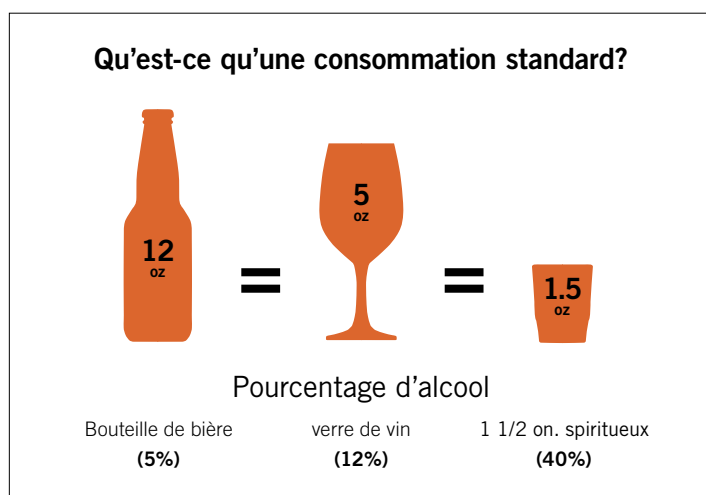 Qu'est-ce qu'une consommation standard?
12
oz
=
5
oz
=
1.5
oz
Pourcentage d'alcool
Bouteille de bière
(5%)
verre de vin
(12%)
1 1/2 on. spiritueux
(40%)